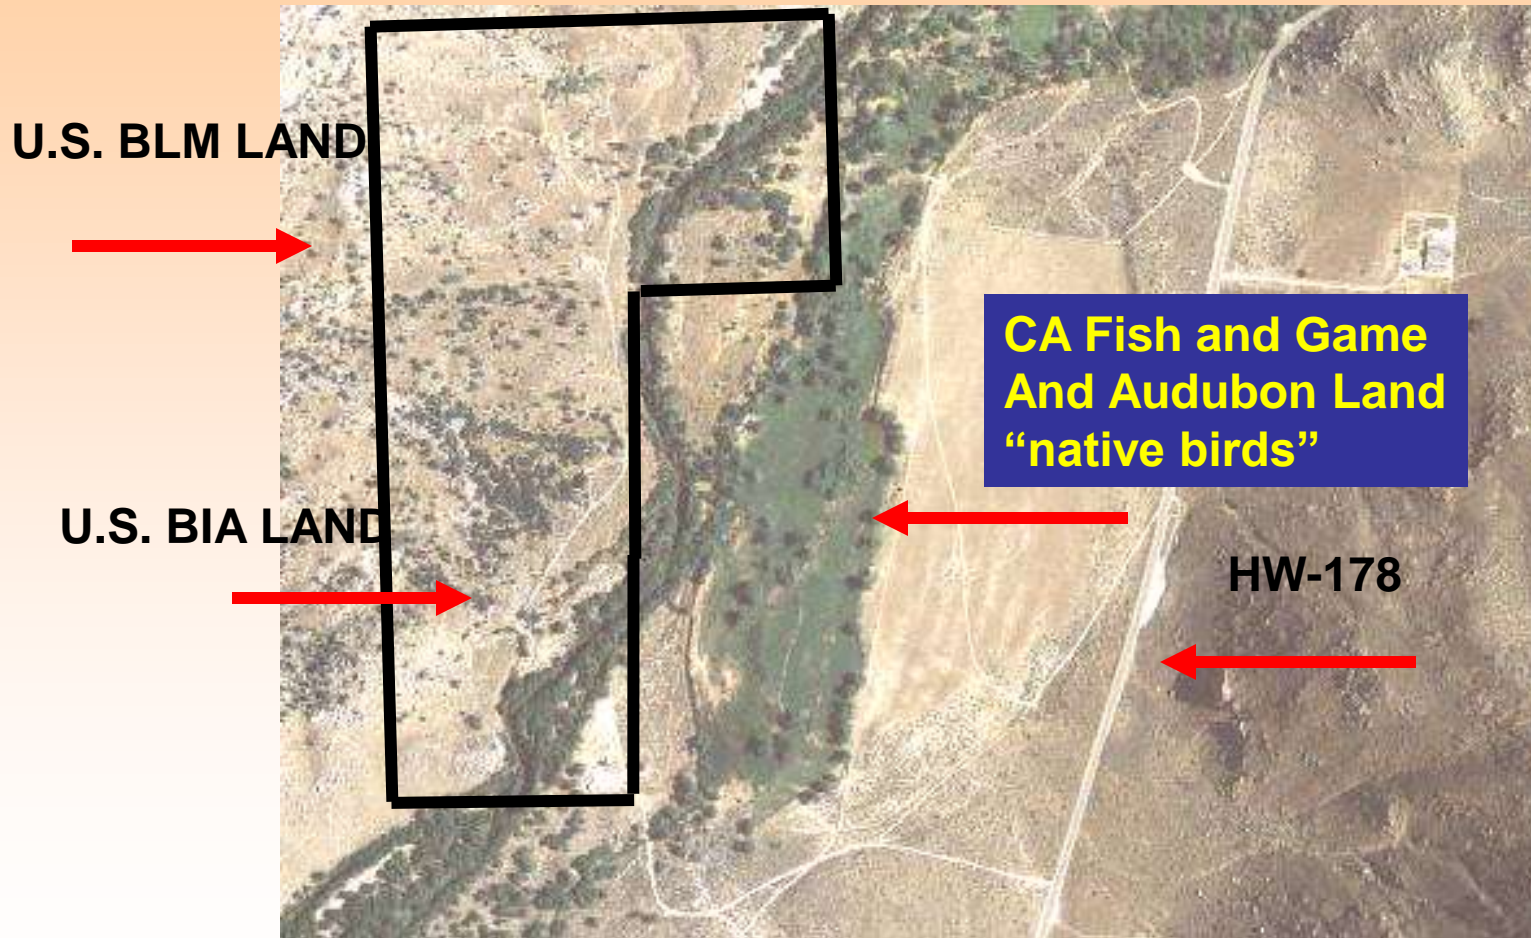 U.S. BLM LAND
CA Fish and Game
And Audubon Land
“native birds”
U.S. BIA LAND
HW-178